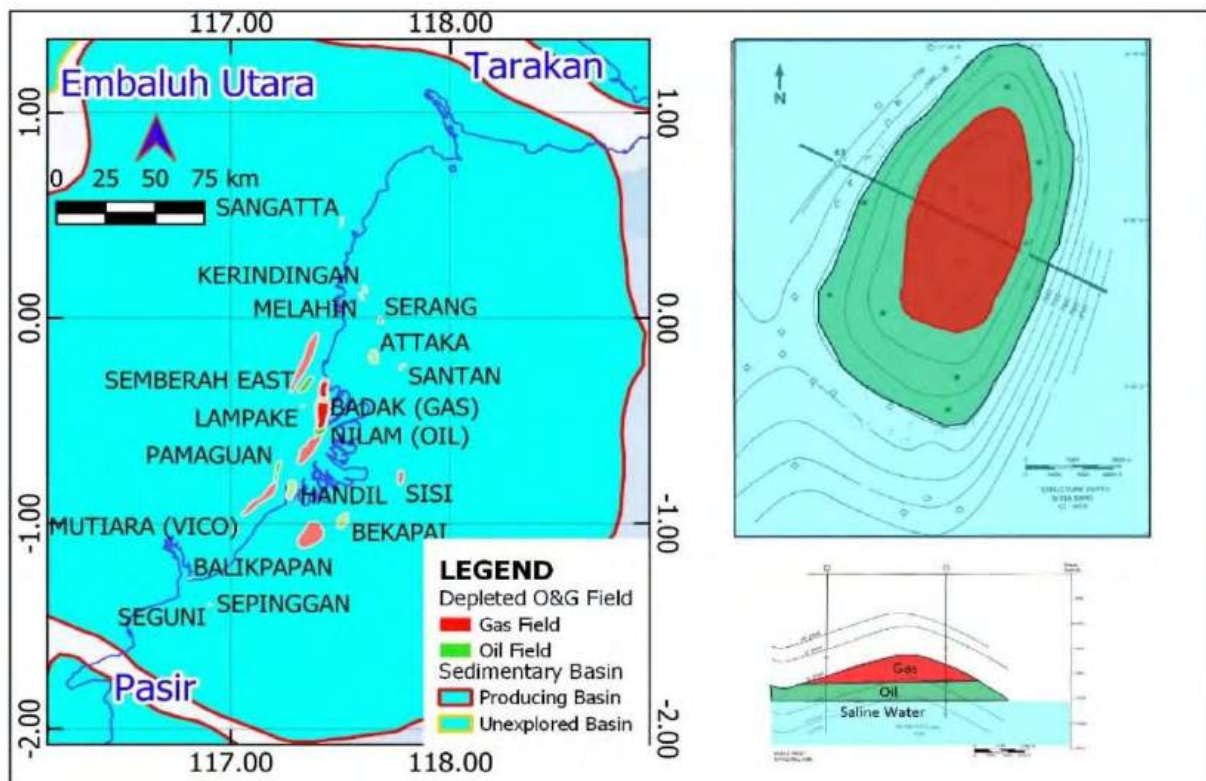 117.00 118.00
Embaluh Utara
Tarakan
1.00
1.00
0 25 50 75 km
SANGATTA
KERINDINGAN
MELAHIN
SERANG
0.00
0.00
ATTAKA
SEMBERAH EAST
SANTAN
LAMPAKE
BADAK (GAS)
NILAM (OIL)
PAMAGUAN
HANDIL
SISI
-1.00
-1.00
MUTIARA (VICO)
BEKAPAI
BALIKPAPAN
SEPINGGAN
SEGUNI
Pasir
-2.00
-2.00
117.00 118.00
LEGEND
Depleted O&G Field
Gas Field
Oil Field
Sedimentary Basin
Producing Basin
Unexplored Basin
N
Gas
Oil
Saline Water